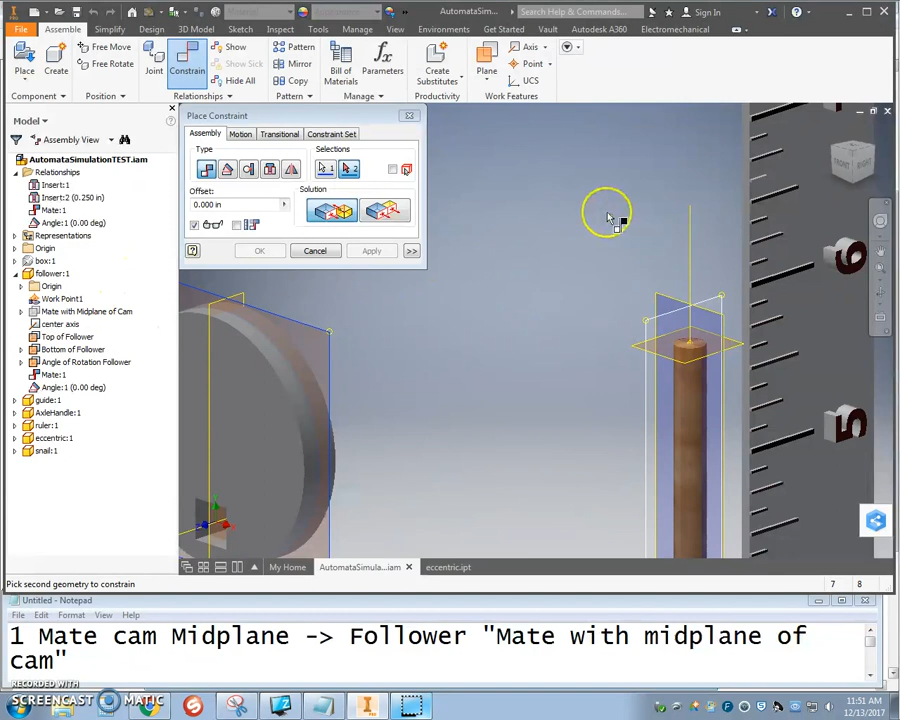 AutomataSim...
Search Help & Commands...
Sign In
File
Assemble
Simplify
Design
3D Model
Sketch
Inspect
Tools
Manage
View
Environments
Get Started
Vault
Autodesk A360
Electromechanical
Place
Create
Free Move
Free Rotate
Joint
Constrain
Show
Show Sick
Hide All
Pattern
Mirror
Copy
Bill of Materials
Parameters
Create Substitutes
Plane
Axis
Point
UCS
Component
Position
Relationships
Pattern
Manage
Productivity
Work Features
Model
Assembly View
AutomataSimulationTEST.iam
Relationships
Insert:1
Insert:2 (0.250 in)
Mate:1
Angle:1 (0.00 deg)
Representations
Origin
box:1
follower:1
Origin
Work Point1
Mate with Midplane of Cam
center axis
Top of Follower
Bottom of Follower
Angle of Rotation Follower
Mate:1
Angle:1 (0.00 deg)
guide:1
AxleHandle:1
ruler:1
eccentric:1
snail:1
Place Constraint
Assembly
Motion
Transitional
Constraint Set
Type
Selections
1
2
Offset:
0.000 in
Solution
OK
Cancel
Apply
>>
FRONT
RIGHT
6
5
My Home
AutomataSimula...iam
eccentric.ipt
Pick second geometry to constrain
7
8
Untitled - Notepad
File
Edit
Format
View
Help
1 Mate cam Midplane -> Follower "Mate with midplane of
cam"
RECORDED WITH
SCREENCAST MATIC
11:51 AM
12/13/2017